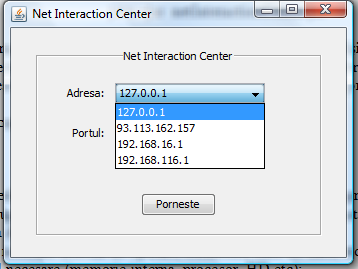 Net Interaction Center
Net Interaction Center
Adresa:
127.0.0.1
127.0.0.1
93.113.162.157
Portul:
192.168.16.1
192.168.116.1
Porneste